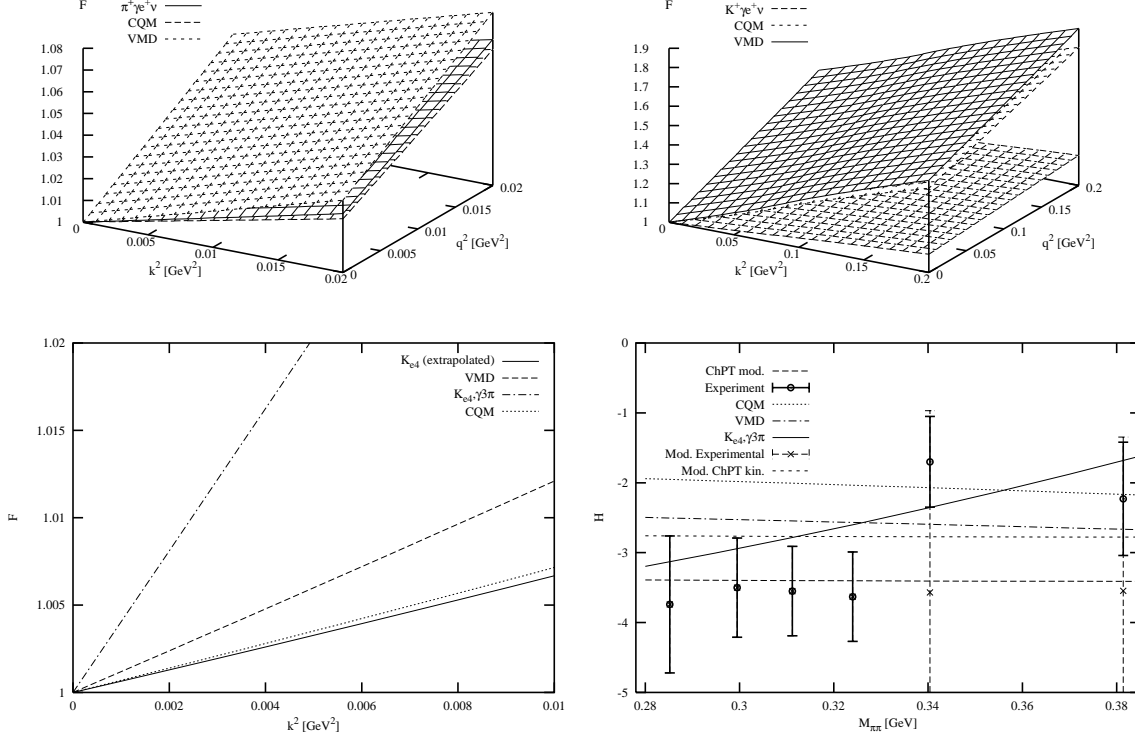 F
π⁺γe⁺ν
CQM
VMD
1.08
1.07
1.06
1.05
1.04
1.03
1.02
1.01
1
0
0.005
0.01
0.015
0.02
k² [GeV²]
0
0.005
0.01
0.015
0.02
q² [GeV²]
F
K⁺γe⁺ν
CQM
VMD
1.9
1.8
1.7
1.6
1.5
1.4
1.3
1.2
1.1
1
0
0.05
0.1
0.15
0.2
k² [GeV²]
0
0.05
0.1
0.15
0.2
q² [GeV²]
1.02
1.015
1.01
1.005
1
F
K_e4 (extrapolated)
VMD
K_e4,γ3π
CQM
0 0.002 0.004 0.006 0.008 0.01
k² [GeV²]
0
-1
-2
-3
-4
-5
H
ChPT mod.
Experiment
CQM
VMD
K_e4,γ3π
Mod. Experimental
Mod. ChPT kin.
0.28 0.3 0.32 0.34 0.36 0.38
M_ππ [GeV]